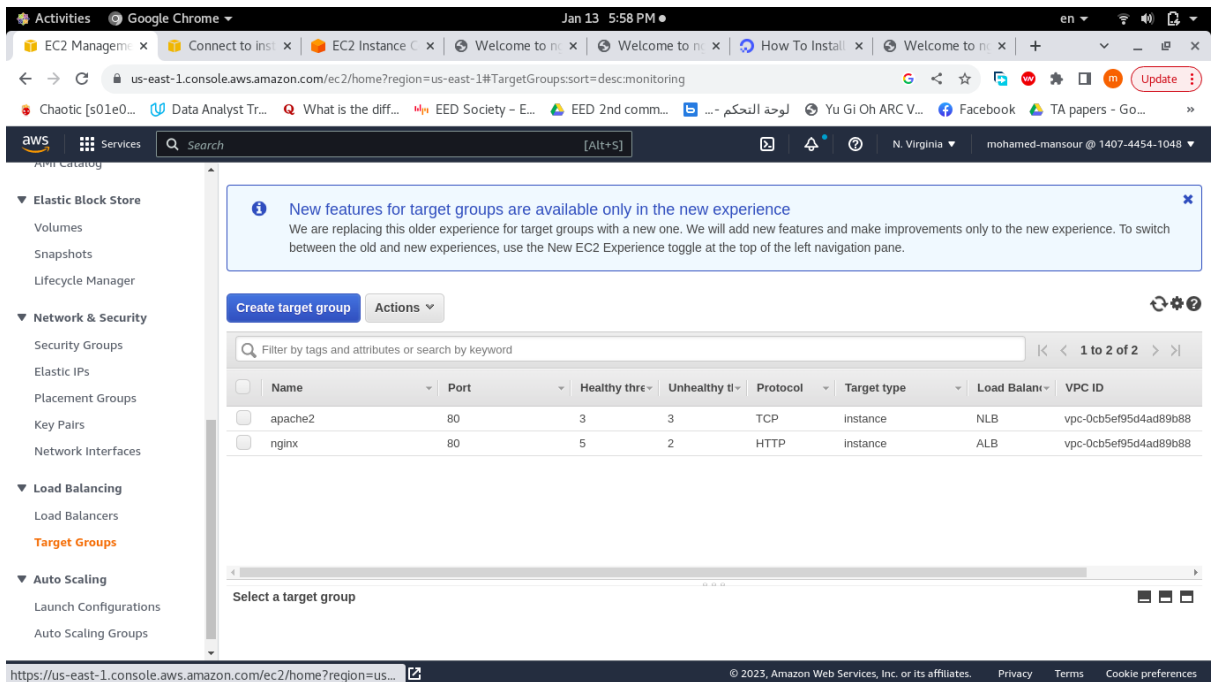 Activities Google Chrome Jan 13 5:58 PM en
EC2 Manageme Connect to inst EC2 Instance C Welcome to ng Welcome to ng How To Install Welcome to ng
us-east-1.console.aws.amazon.com/ec2/home?region=us-east-1#TargetGroups:sort=desc:monitoring G m Update
Chaotic [s01e0... Data Analyst Tr... What is the diff... EED Society – E... EED 2nd comm... لوحة التحكم -... Yu Gi Oh ARC V... Facebook TA papers - Go... »
aws Services Search [Alt+S] N. Virginia mohamed-mansour @ 1407-4454-1048
AMI Catalog
Elastic Block Store
Volumes
Snapshots
Lifecycle Manager
Network & Security
Security Groups
Elastic IPs
Placement Groups
Key Pairs
Network Interfaces
Load Balancing
Load Balancers
Target Groups
Auto Scaling
Launch Configurations
Auto Scaling Groups
New features for target groups are available only in the new experience
We are replacing this older experience for target groups with a new one. We will add new features and make improvements only to the new experience. To switch
between the old and new experiences, use the New EC2 Experience toggle at the top of the left navigation pane.
Create target group Actions
Filter by tags and attributes or search by keyword 1 to 2 of 2
Name Port Healthy thre Unhealthy tl Protocol Target type Load Balan VPC ID
apache2 80 3 3 TCP instance NLB vpc-0cb5ef95d4ad89b88
nginx 80 5 2 HTTP instance ALB vpc-0cb5ef95d4ad89b88
Select a target group
https://us-east-1.console.aws.amazon.com/ec2/home?region=us... © 2023, Amazon Web Services, Inc. or its affiliates. Privacy Terms Cookie preferences